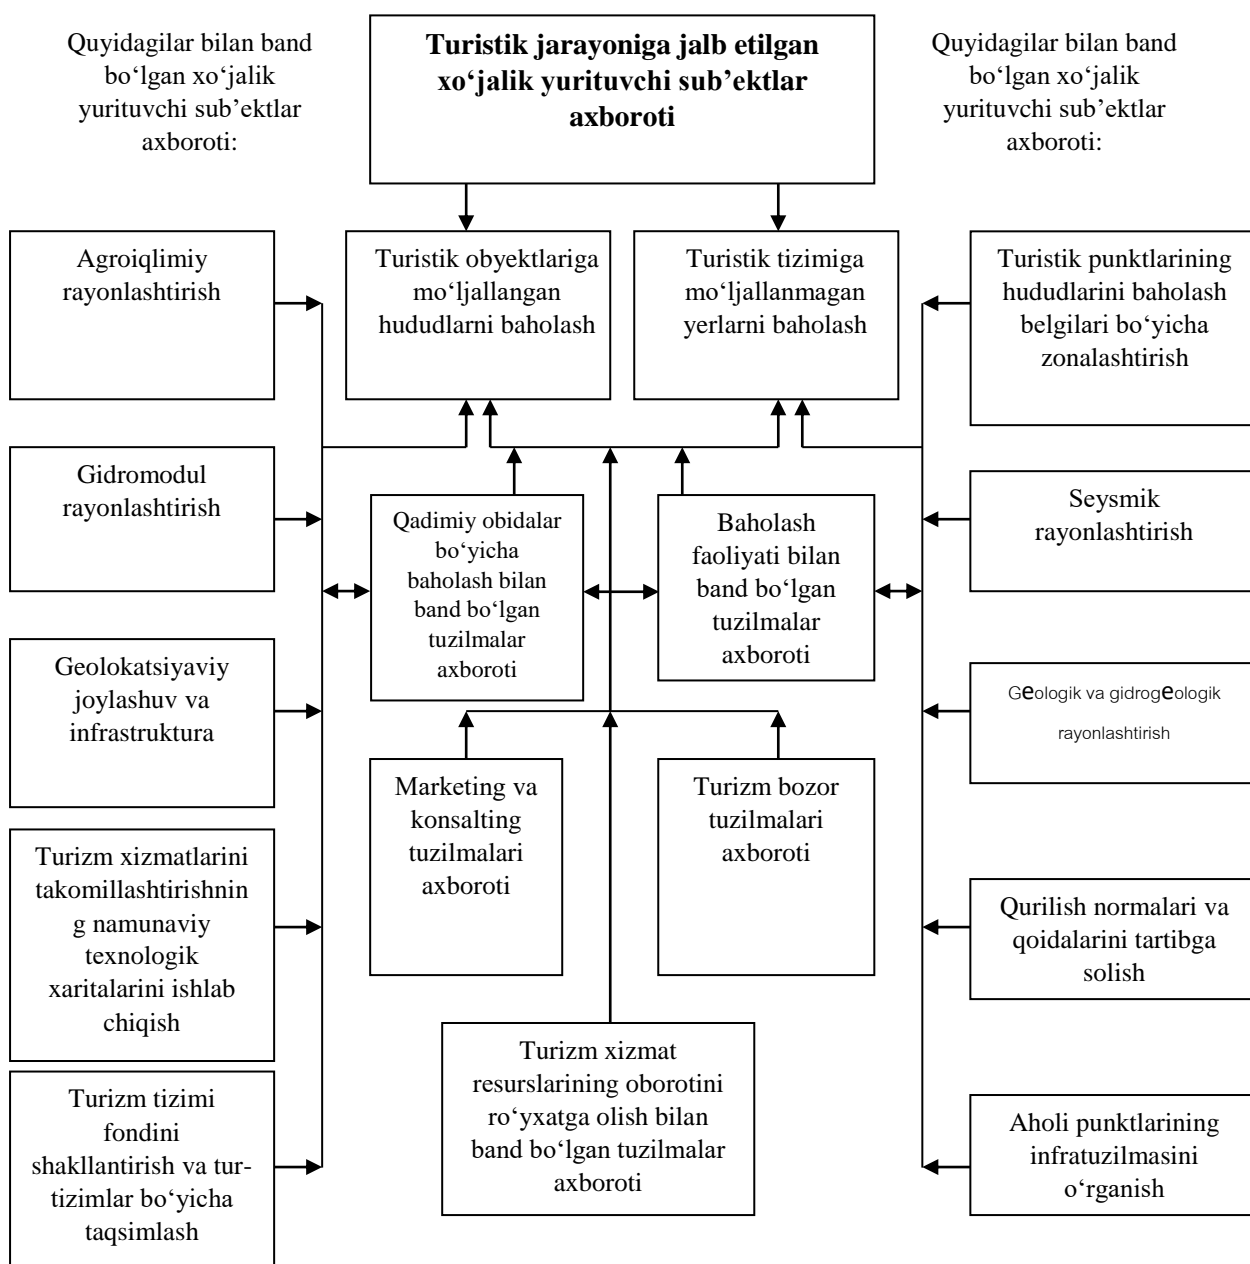 Quyidagilar bilan band
bo‘lgan xo‘jalik
yurituvchi sub’ektlar
axboroti:
Turistik jarayoniga jalb etilgan
xo‘jalik yurituvchi sub’ektlar
axboroti
Quyidagilar bilan band
bo‘lgan xo‘jalik
yurituvchi sub’ektlar
axboroti:
Agroiqlimiy
rayonlashtirish
Turistik obyektlariga
mo‘ljallangan
hududlarni baholash
Turistik tizimiga
mo‘ljallanmagan
yerlarni baholash
Turistik punktlarining
hududlarini baholash
belgilari bo‘yicha
zonalashtirish
Gidromodul
rayonlashtirish
Qadimiy obidalar
bo‘yicha
baholash bilan
band bo‘lgan
tuzilmalar
axboroti
Baholash
faoliyati bilan
band bo‘lgan
tuzilmalar
axboroti
Seysmik
rayonlashtirish
Geolokatsiyaviy
joylashuv va
infrastruktura
Geologik va gidrogeologik
rayonlashtirish
Marketing va
konsalting
tuzilmalari
axboroti
Turizm bozor
tuzilmalari
axboroti
Turizm xizmatlarini
takomillashtirishnin
g namunaviy
texnologik
xaritalarini ishlab
chiqish
Qurilish normalari va
qoidalarini tartibga
solish
Turizm xizmat
resurslarining oborotini
ro‘yxatga olish bilan
band bo‘lgan tuzilmalar
axboroti
Turizm tizimi
fondini
shakllantirish va tur-
tizimlar bo‘yicha
taqsimlash
Aholi punktlarining
infratuzilmasini
o‘rganish